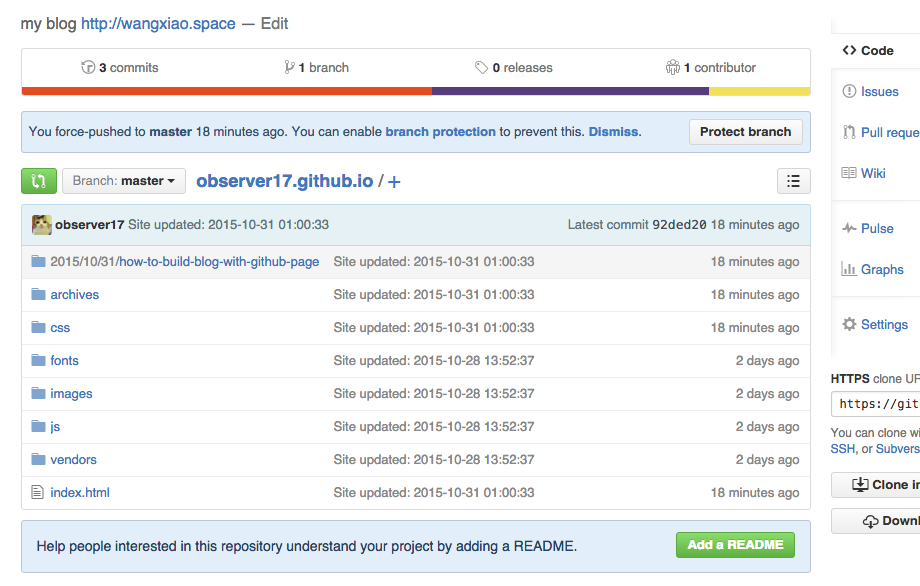 my blog http://wangxiao.space — Edit
3 commits 1 branch 0 releases 1 contributor
You force-pushed to master 18 minutes ago. You can enable branch protection to prevent this. Dismiss. Protect branch
Branch: master observer17.github.io / +
observer17 Site updated: 2015-10-31 01:00:33 Latest commit 92ded20 18 minutes ago
2015/10/31/how-to-build-blog-with-github-page Site updated: 2015-10-31 01:00:33 18 minutes ago
archives Site updated: 2015-10-31 01:00:33 18 minutes ago
css Site updated: 2015-10-31 01:00:33 18 minutes ago
fonts Site updated: 2015-10-28 13:52:37 2 days ago
images Site updated: 2015-10-28 13:52:37 2 days ago
js Site updated: 2015-10-28 13:52:37 2 days ago
vendors Site updated: 2015-10-28 13:52:37 2 days ago
index.html Site updated: 2015-10-31 01:00:33 18 minutes ago
Help people interested in this repository understand your project by adding a README. Add a README
Code
Issues
Pull reque
Wiki
Pulse
Graphs
Settings
HTTPS clone UR
https://git
You can clone wi
SSH, or Subvers
Clone in
Downl